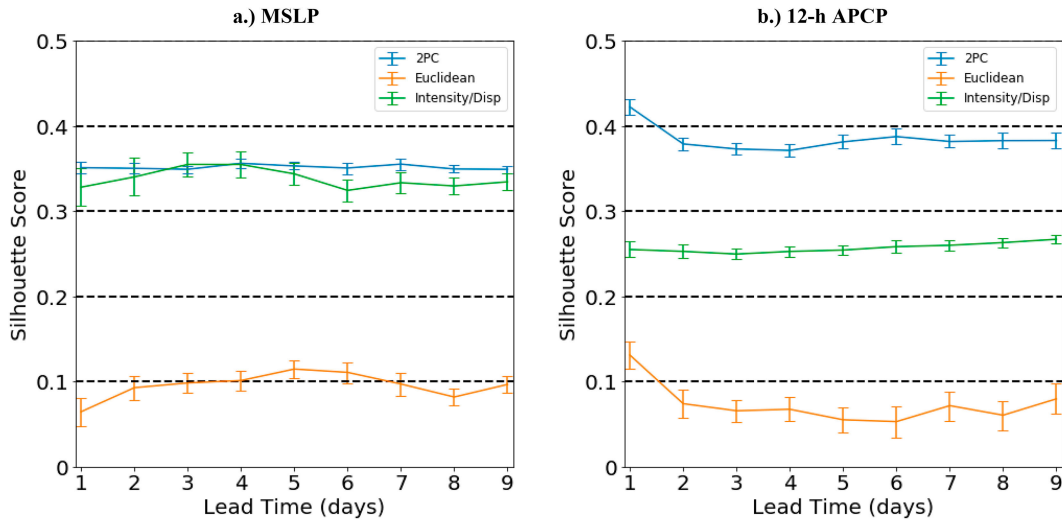 a.) MSLP
0.5
0.4
0.3
0.2
0.1
0
Silhouette Score
2PC
Euclidean
Intensity/Disp
1 2 3 4 5 6 7 8 9
Lead Time (days)
b.) 12-h APCP
0.5
0.4
0.3
0.2
0.1
0
Silhouette Score
2PC
Euclidean
Intensity/Disp
1 2 3 4 5 6 7 8 9
Lead Time (days)